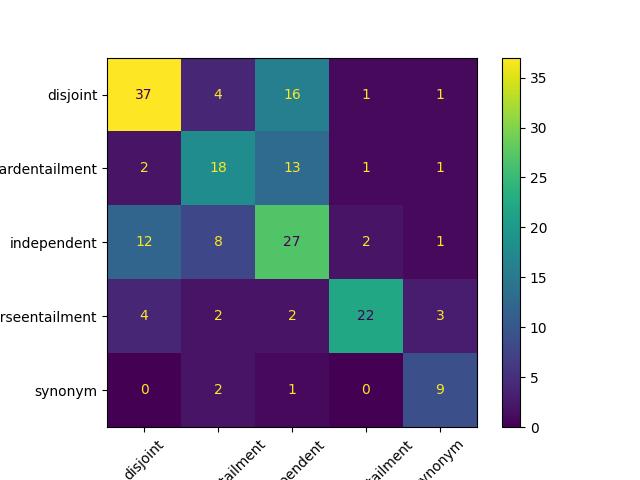 disjoint 37 4 16 1 1
ardentailment 2 18 13 1 1
independent 12 8 27 2 1
rseentailment 4 2 2 22 3
synonym 0 2 1 0 9
disjoint tailment pendent tailment ynonym
35
30
25
20
15
10
5
0